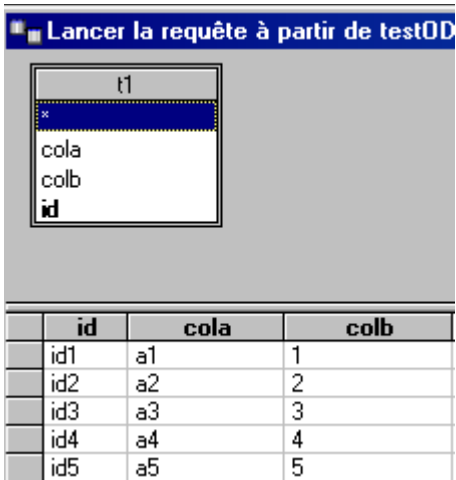 Lancer la requête à partir de testOD
t1
*
cola
colb
id
id cola colb
id1 a1 1
id2 a2 2
id3 a3 3
id4 a4 4
id5 a5 5